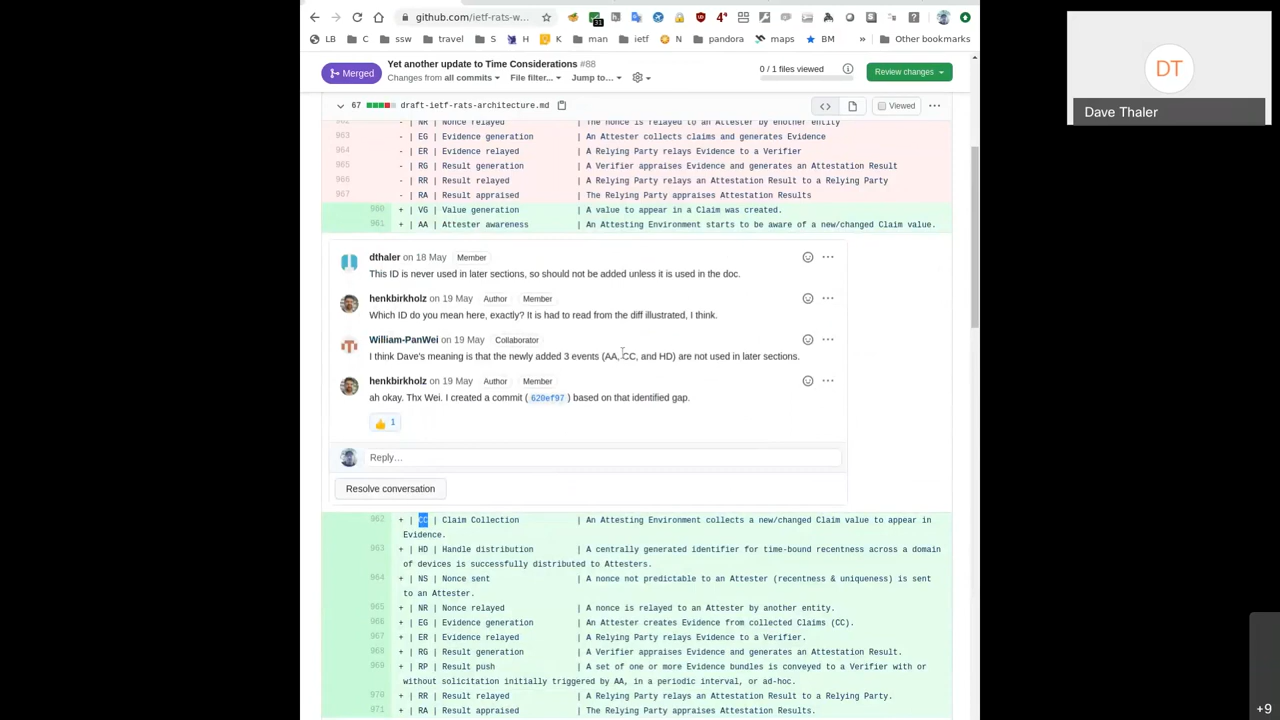 github.com/ietf-rats-w...
31
4°
LB
C
ssw
travel
S
H
K
man
ietf
N
pandora
maps
BM
»
Other bookmarks
Merged
Yet another update to Time Considerations #88
Changes from all commits
File filter...
Jump to...
0 / 1 files viewed
Review changes
67
draft-ietf-rats-architecture.md
Viewed
962 - | NR | Nonce relayed | The nonce is relayed to an Attester by another entity
963 - | EG | Evidence generation | An Attester collects claims and generates Evidence
964 - | ER | Evidence relayed | A Relying Party relays Evidence to a Verifier
965 - | RG | Result generation | A Verifier appraises Evidence and generates an Attestation Result
966 - | RR | Result relayed | A Relying Party relays an Attestation Result to a Relying Party
967 - | RA | Result appraised | The Relying Party appraises Attestation Results
960 + | VG | Value generation | A value to appear in a Claim was created.
961 + | AA | Attester awareness | An Attesting Environment starts to be aware of a new/changed Claim value.
dthaler on 18 May Member
This ID is never used in later sections, so should not be added unless it is used in the doc.
henkbirkholz on 19 May Author Member
Which ID do you mean here, exactly? It is had to read from the diff illustrated, I think.
William-PanWei on 19 May Collaborator
I think Dave's meaning is that the newly added 3 events (AA, CC, and HD) are not used in later sections.
henkbirkholz on 19 May Author Member
ah okay. Thx Wei. I created a commit ( 620ef97 ) based on that identified gap.
1
Reply...
Resolve conversation
962 + | CC | Claim Collection | An Attesting Environment collects a new/changed Claim value to appear in
Evidence.
963 + | HD | Handle distribution | A centrally generated identifier for time-bound recentness across a domain
of devices is successfully distributed to Attesters.
964 + | NS | Nonce sent | A nonce not predictable to an Attester (recentness & uniqueness) is sent
to an Attester.
965 + | NR | Nonce relayed | A nonce is relayed to an Attester by another entity.
966 + | EG | Evidence generation | An Attester creates Evidence from collected Claims (CC).
967 + | ER | Evidence relayed | A Relying Party relays Evidence to a Verifier.
968 + | RG | Result generation | A Verifier appraises Evidence and generates an Attestation Result.
969 + | RP | Result push | A set of one or more Evidence bundles is conveyed to a Verifier with or
without solicitation initially triggered by AA, in a periodic interval, or ad-hoc.
970 + | RR | Result relayed | A Relying Party relays an Attestation Result to a Relying Party.
971 + | RA | Result appraised | The Relying Party appraises Attestation Results.
DT
Dave Thaler
+9